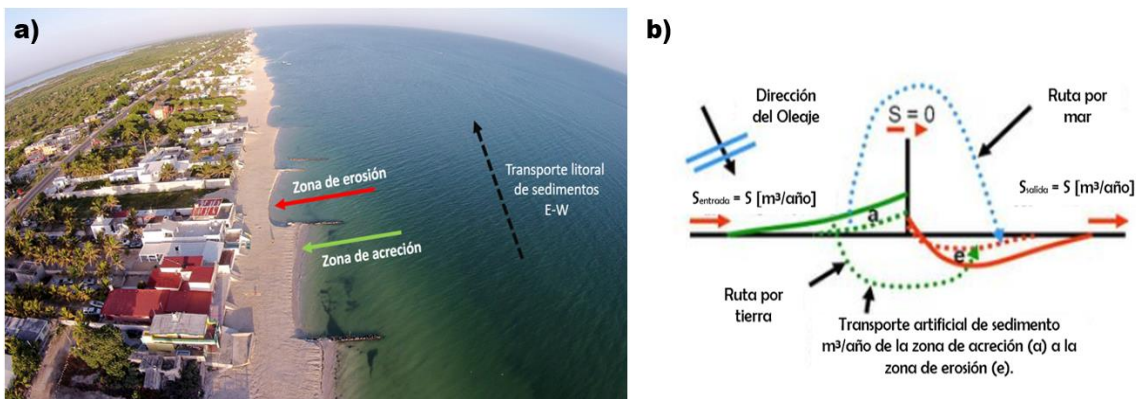 a)
Zona de erosión
Zona de acreción
Transporte litoral
de sedimentos
E-W
b)
Dirección
del Oleaje
S = 0
Ruta por
mar
Sentrada = S [m³/año]
Ssalida = S [m³/año]
a
e
Ruta por
tierra
Transporte artificial de sedimento
m³/año de la zona de acreción (a) a la
zona de erosión (e).